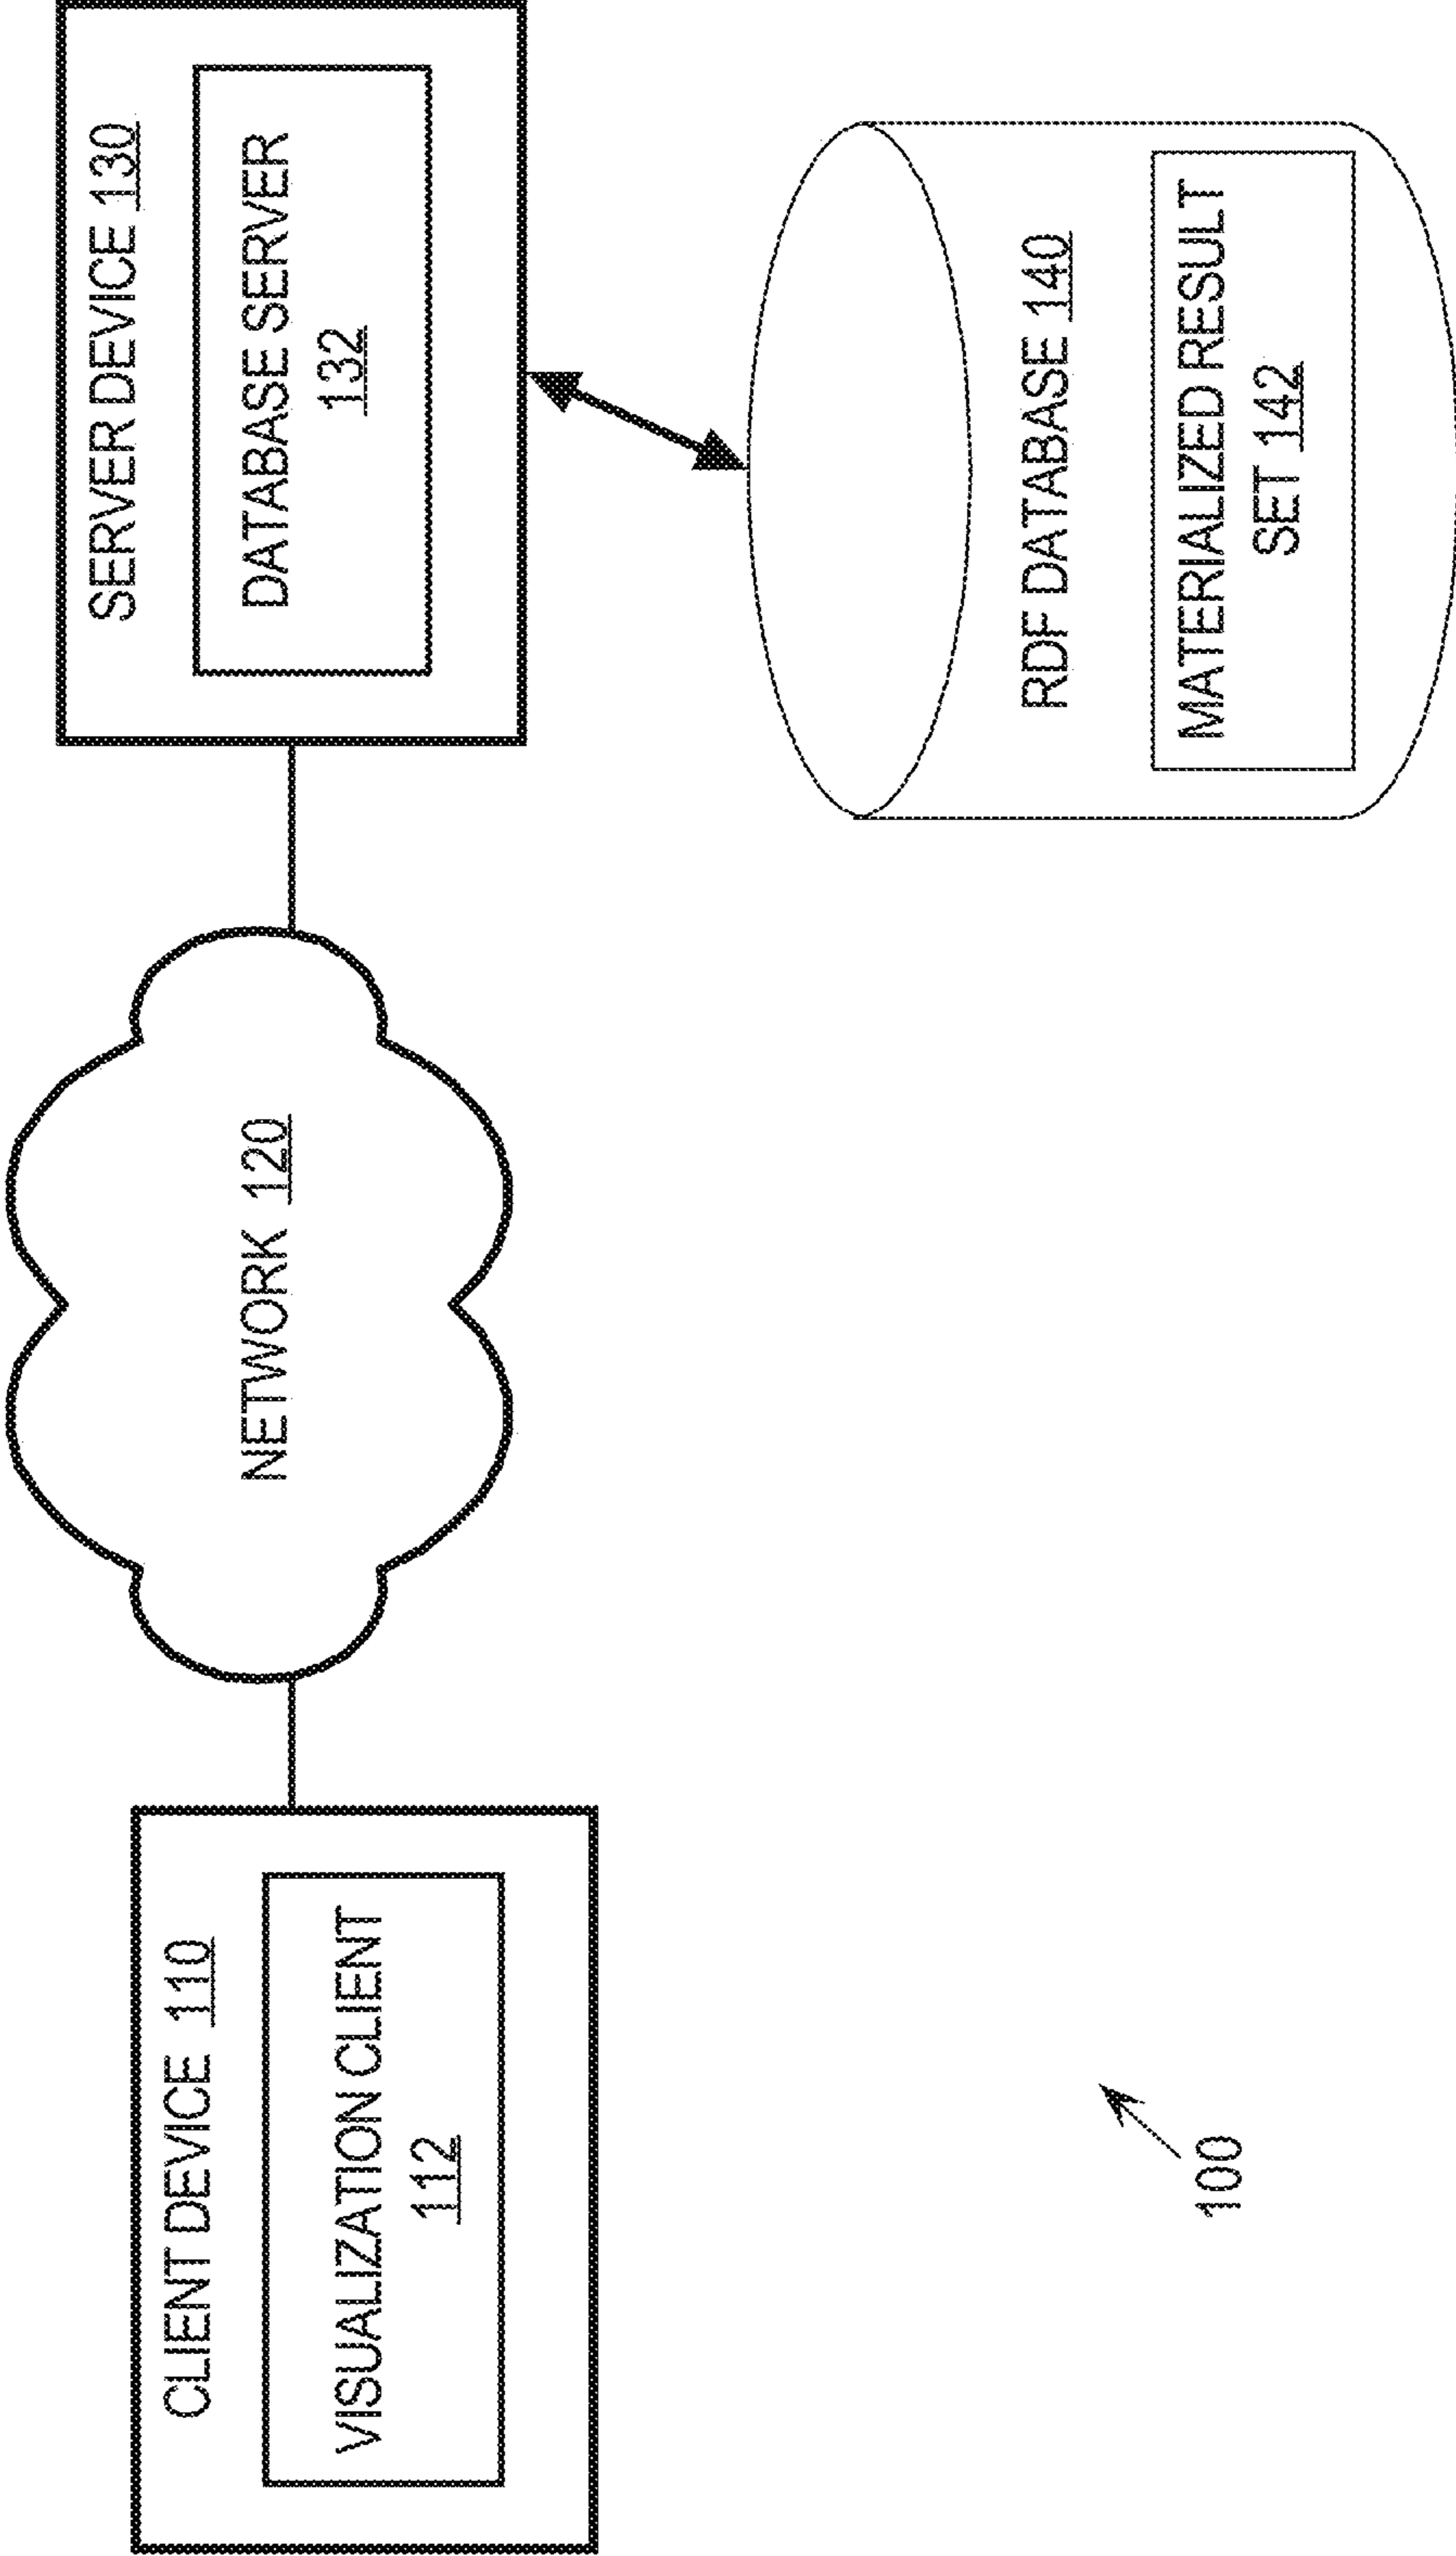 CLIENT DEVICE 110
VISUALIZATION CLIENT
112
NETWORK 120
SERVER DEVICE 130
DATABASE SERVER
132
RDF DATABASE 140
MATERIALIZED RESULT
SET 142
100